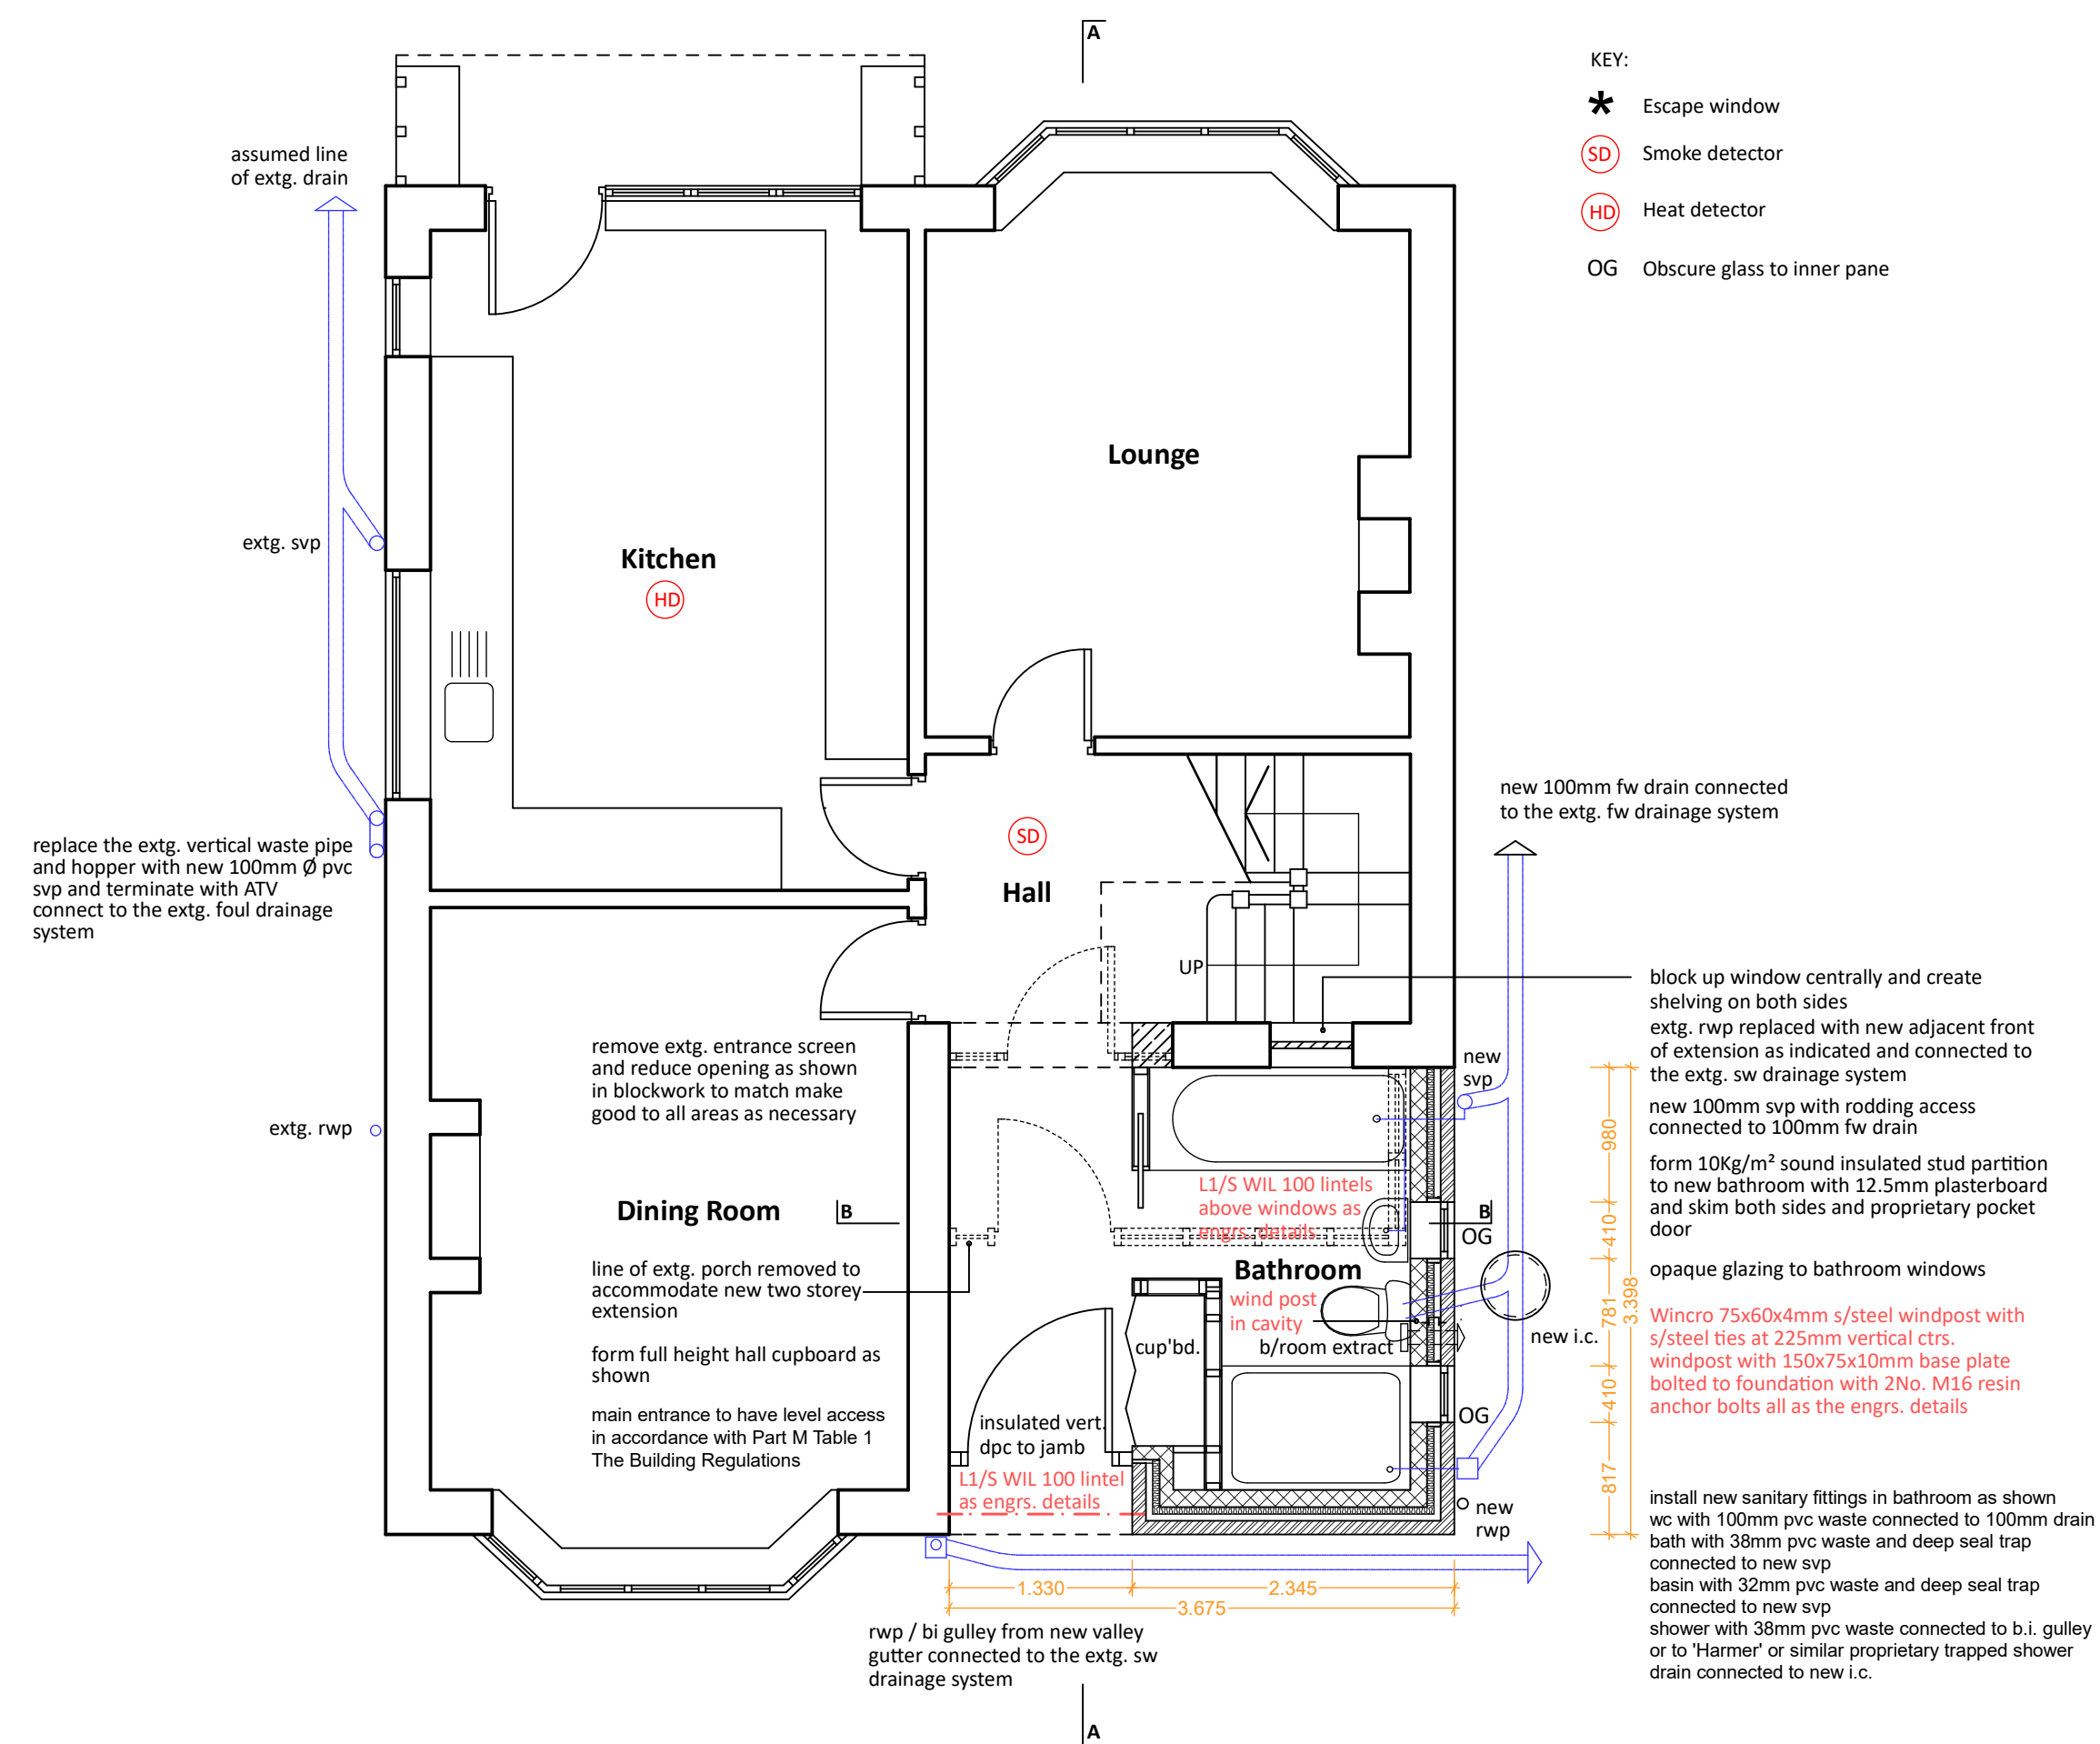 A
KEY:
* Escape window
SD Smoke detector
HD Heat detector
OG Obscure glass to inner pane
assumed line
of extg. drain
Lounge
extg. svp
Kitchen
HD
new 100mm fw drain connected
to the extg. fw drainage system
replace the extg. vertical waste pipe
and hopper with new 100mm Ø pvc
svp and terminate with ATV
connect to the extg. foul drainage
system
SD
Hall
UP
block up window centrally and create
shelving on both sides
extg. rwp replaced with new adjacent front
of extension as indicated and connected to
the extg. sw drainage system
new 100mm svp with rodding access
connected to 100mm fw drain
form 10Kg/m² sound insulated stud partition
to new bathroom with 12.5mm plasterboard
and skim both sides and proprietary pocket
door
opaque glazing to bathroom windows
Wincro 75x60x4mm s/steel windpost with
s/steel ties at 225mm vertical ctrs.
windpost with 150x75x10mm base plate
bolted to foundation with 2No. M16 resin
anchor bolts all as the engrs. details
install new sanitary fittings in bathroom as shown
wc with 100mm pvc waste connected to 100mm drain
bath with 38mm pvc waste and deep seal trap
connected to new svp
basin with 32mm pvc waste and deep seal trap
connected to new svp
shower with 38mm pvc waste connected to b.i. gulley
or to 'Harmer' or similar proprietary trapped shower
drain connected to new i.c.
remove extg. entrance screen
and reduce opening as shown
in blockwork to match make
good to all areas as necessary
extg. rwp
Dining Room
B
line of extg. porch removed to
accommodate new two storey
extension
form full height hall cupboard as
shown
main entrance to have level access
in accordance with Part M Table 1
The Building Regulations
new
svp
L1/S WIL 100 lintels
above windows as
engrs. details
B
OG
Bathroom
wind post
in cavity
cup'bd.
b/room extract
new i.c.
OG
insulated vert.
dpc to jamb
L1/S WIL 100 lintel
as engrs. details
new
rwp
980
410
781
410
817
3.398
1.330
2.345
3.675
rwp / bi gulley from new valley
gutter connected to the extg. sw
drainage system
A